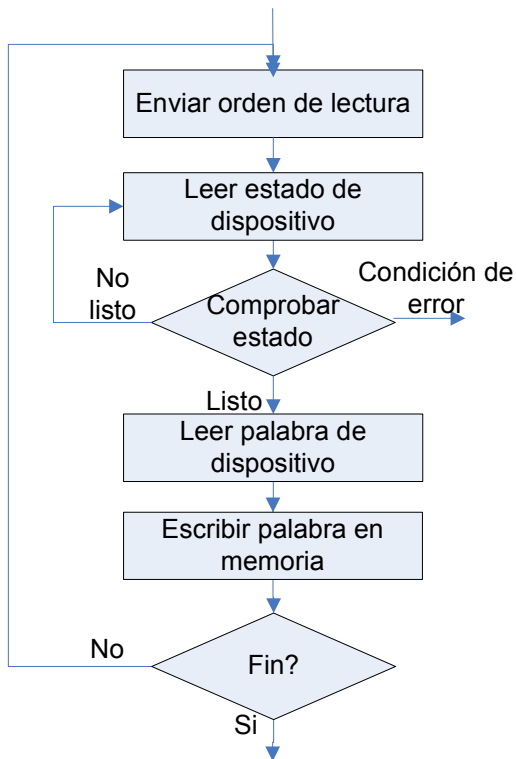 Enviar orden de lectura
Leer estado de
dispositivo
No
listo
Comprobar
estado
Condición de
error
Listo
Leer palabra de
dispositivo
Escribir palabra en
memoria
No
Fin?
Si